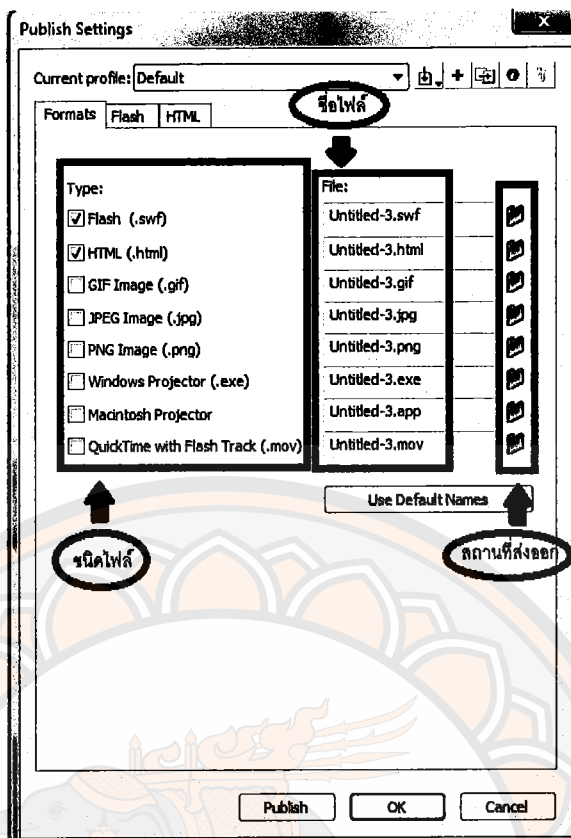 Publish Settings
X
Current profile: Default
ชื่อไฟล์
Formats Flash HTML
Type: File:
Flash (.swf) Untitled-3.swf
HTML (.html) Untitled-3.html
GIF Image (.gif) Untitled-3.gif
JPEG Image (.jpg) Untitled-3.jpg
PNG Image (.png) Untitled-3.png
Windows Projector (.exe) Untitled-3.exe
Macintosh Projector Untitled-3.app
QuickTime with Flash Track (.mov) Untitled-3.mov
Use Default Names
ชนิดไฟล์ สถานที่ส่งออก
Publish OK Cancel